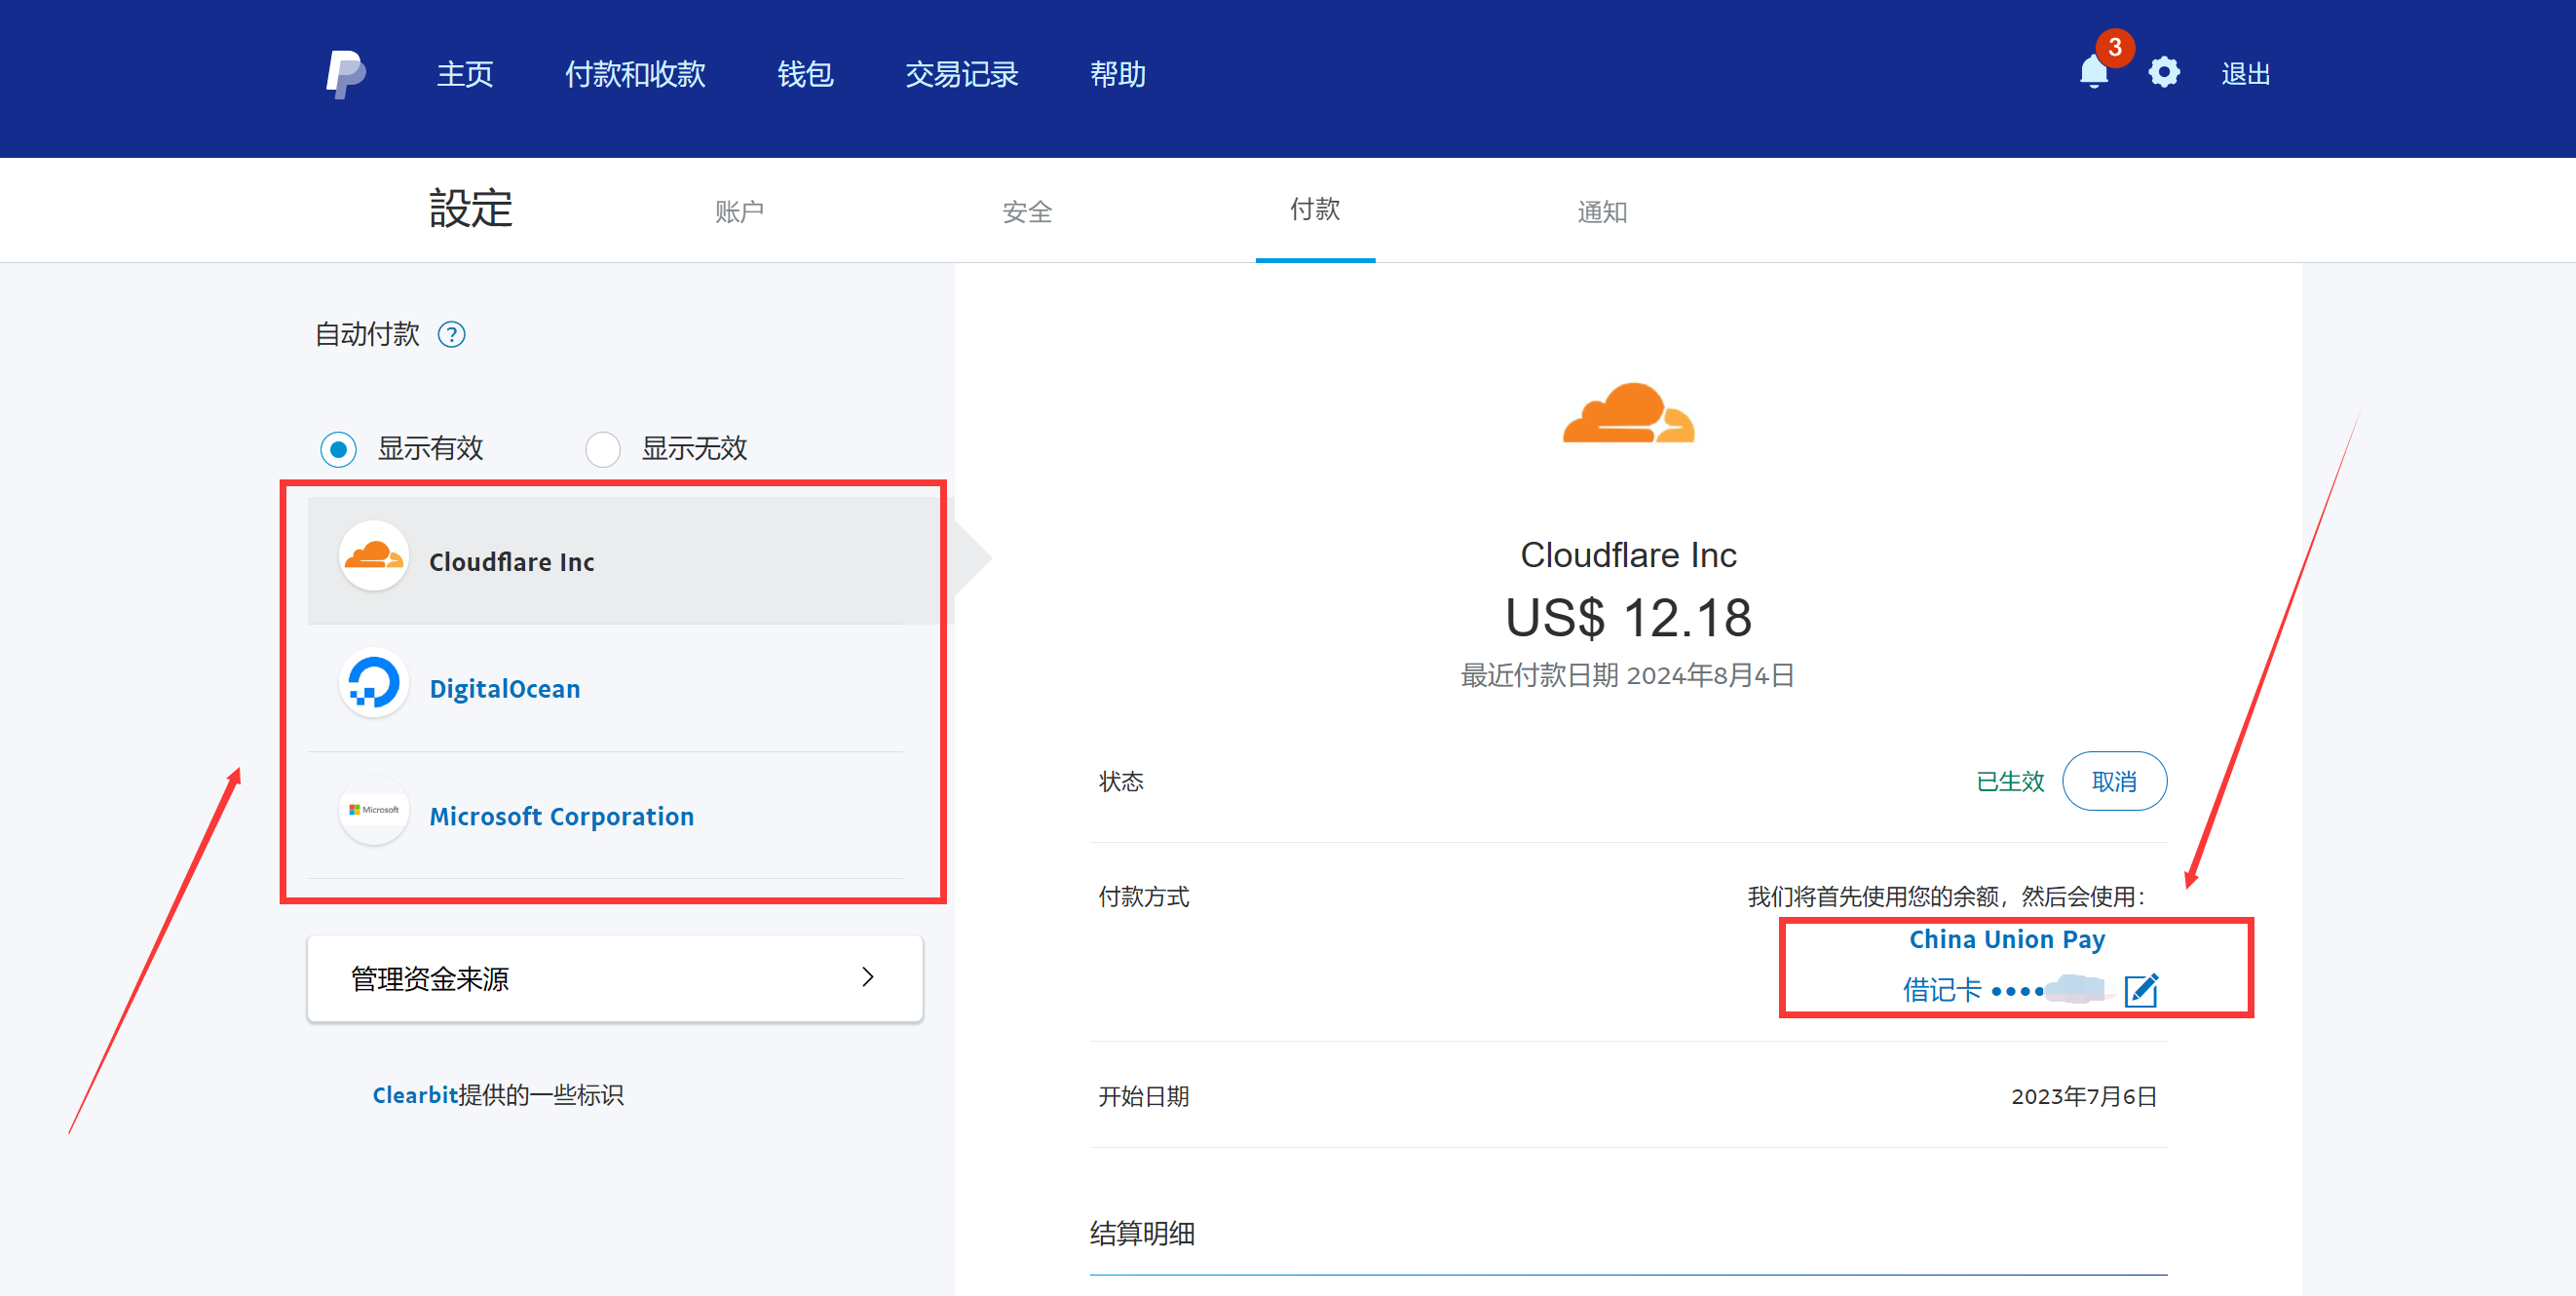 主页
付款和收款
钱包
交易记录
帮助
3
退出
設定
账户
安全
付款
通知
自动付款 ?
显示有效
显示无效
Cloudflare Inc
DigitalOcean
Microsoft
Microsoft Corporation
管理资金来源
Clearbit提供的一些标识
Cloudflare Inc
US$ 12.18
最近付款日期 2024年8月4日
状态
已生效
取消
付款方式
我们将首先使用您的余额，然后会使用：
China Union Pay
借记卡 ••••
开始日期
2023年7月6日
结算明细